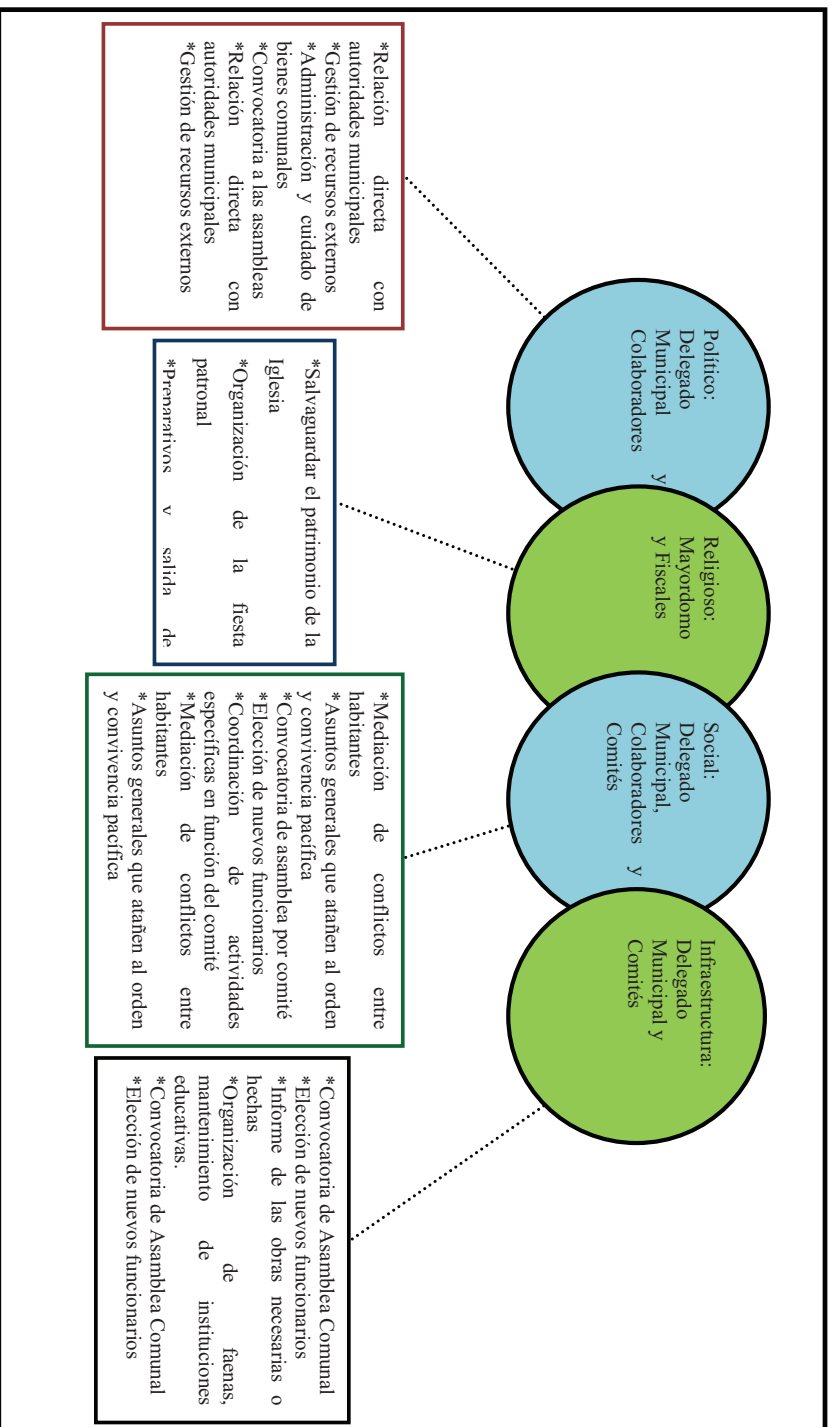 Político:
Delegado
Municipal y
Colaboradores
Religioso:
Mayordomo
y Fiscales
Social:
Delegado
Municipal,
Colaboradores y
Comités
Infraestructura:
Delegado
Municipal y
Comités
*Relación directa con
autoridades municipales
*Gestión de recursos externos
*Administración y cuidado de
bienes comunales
*Convocatoria a las asambleas
*Relación directa con
autoridades municipales
*Gestión de recursos externos
*Salvaguardar el patrimonio de la
Iglesia
*Organización de la fiesta
patronal
*Preparativos y salida de
*Mediación de conflictos entre
habitantes
*Asuntos generales que atañen al orden
y convivencia pacífica
*Convocatoria de asamblea por comité
*Elección de nuevos funcionarios
*Coordinación de actividades
específicas en función del comité
*Mediación de conflictos entre
habitantes
*Asuntos generales que atañen al orden
y convivencia pacífica
*Convocatoria de Asamblea Comunal
*Elección de nuevos funcionarios
*Informe de las obras necesarias o
hechas
*Organización de faenas,
mantenimiento de instituciones
educativas.
*Convocatoria de Asamblea Comunal
*Elección de nuevos funcionarios